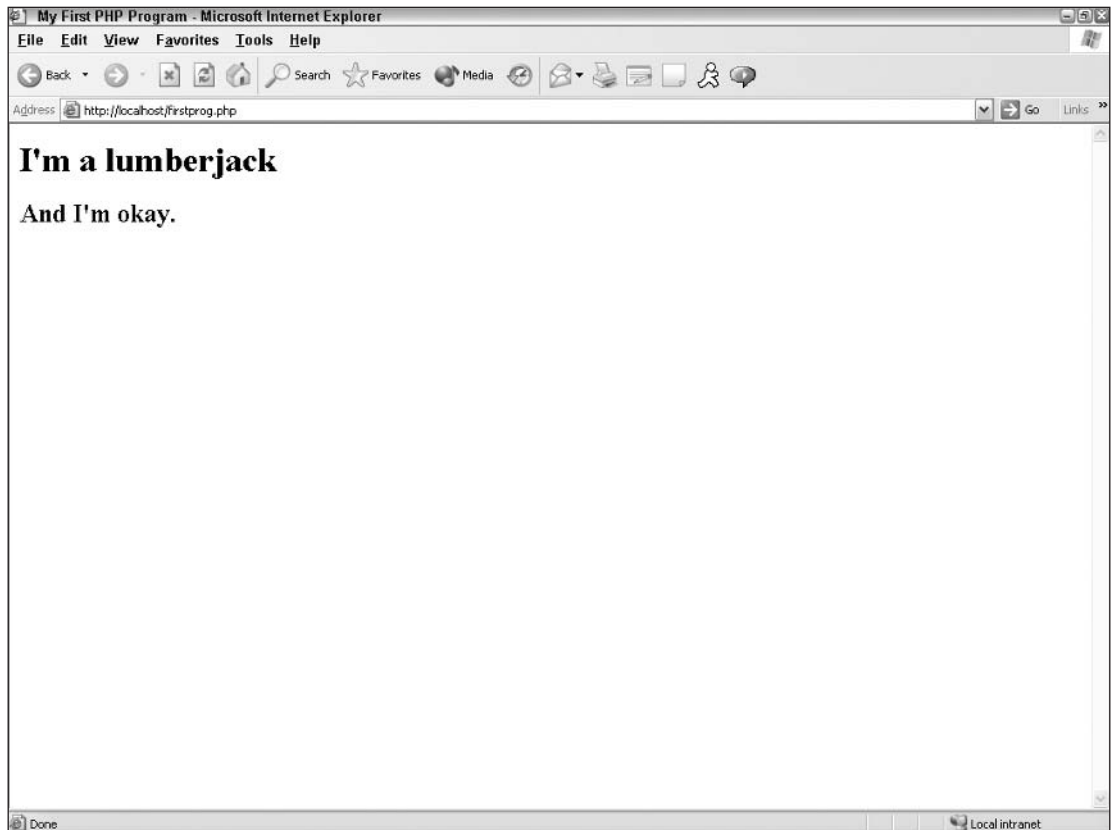 My First PHP Program - Microsoft Internet Explorer
File Edit View Favorites Tools Help
Back Search Favorites Media
Address http://localhost/firstprog.php Go Links »
I'm a lumberjack
And I'm okay.
Done Local intranet